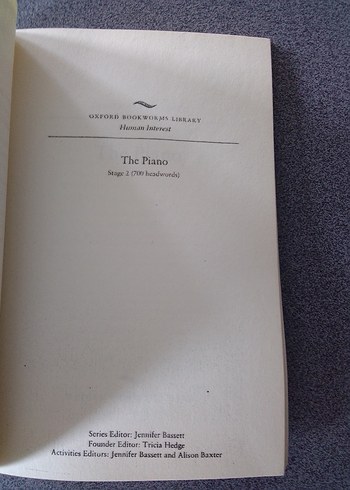 OXFORD BOOKWORMS LIBRARY
Human Interest
The Piano
Stage 2 (700 headwords)
Series Editor: Jennifer Bassett
Founder Editor: Tricia Hedge
Activities Editors: Jennifer Bassett and Alison Baxter